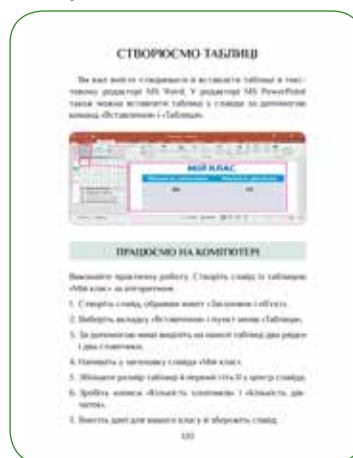 СТВОРЮЄМО ТАБЛИЦІ
Ви вже вмієте створювати й вставляти таблиці в текс-
товому редакторі MS Word. У редакторі MS PowerPoint
також можна вставляти таблиці у слайди за допомогою
команд «Вставлення» і «Таблиця».
МІЙ КЛАС
ПРАЦЮЄМО НА КОМП'ЮТЕРІ
Виконайте практичну роботу. Створіть слайд із таблицею
«Мій клас» за алгоритмом.
1. Створіть слайд, обравши макет «Заголовок і об'єкт».
2. Виберіть вкладку «Вставлення» і пункт меню «Таблиця».
3. За допомогою миші виділіть на панелі таблиці два рядки
і два стовпчики.
4. Напишіть у заголовку слайда «Мій клас».
5. Збільште розмір таблиці й перемістіть її у центр слайда.
6. Зробіть написи «Кількість хлопчиків» і «Кількість дів-
чаток».
7. Внесіть дані для вашого класу й збережіть слайд.